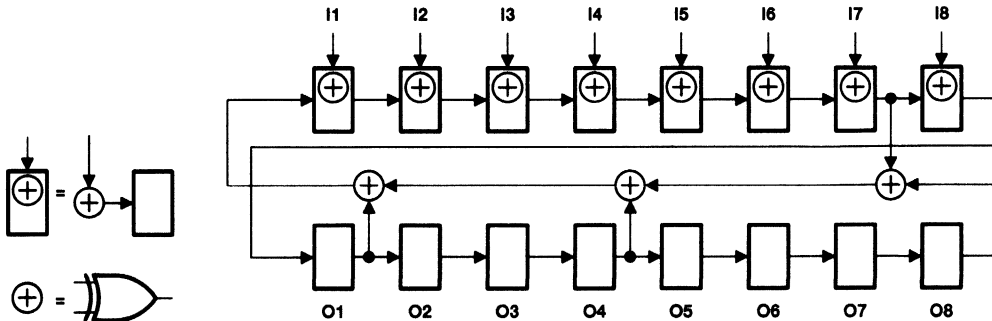 I1 I2 I3 I4 I5 I6 I7 I8
=
=
O1 O2 O3 O4 O5 O6 O7 O8